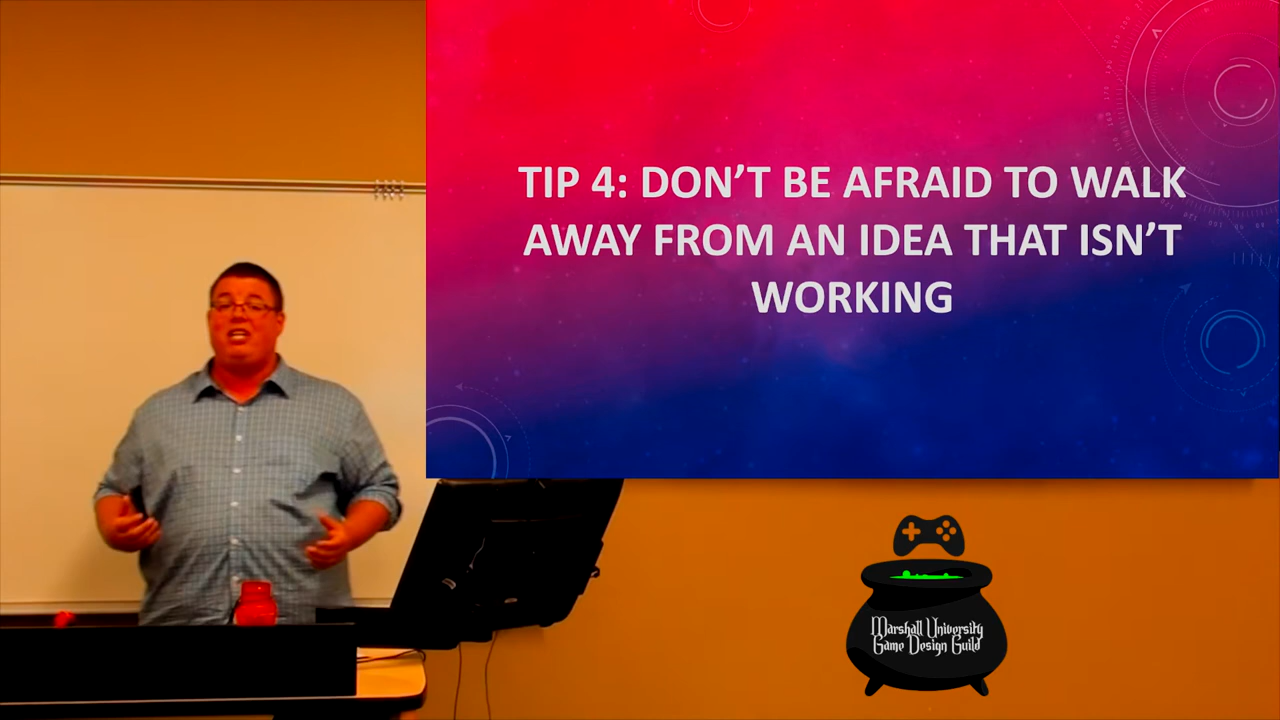 TIP 4: DON'T BE AFRAID TO WALK
AWAY FROM AN IDEA THAT ISN'T
WORKING
Marshall University
Game Design Guild